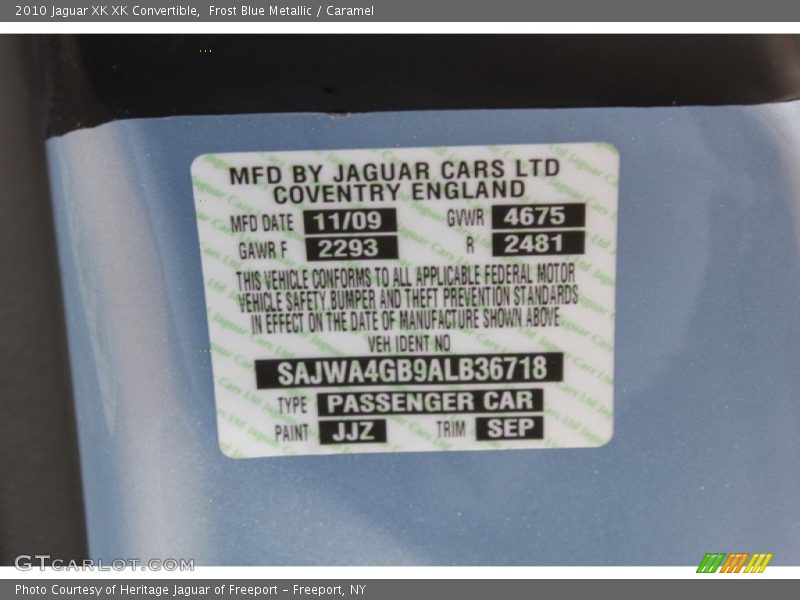 2010 Jaguar XK XK Convertible,  Frost Blue Metallic / Caramel
MFD BY JAGUAR CARS LTD
COVENTRY ENGLAND
MFD DATE 11/09 GVWR 4675
GAWR F 2293 R 2481
THIS VEHICLE CONFORMS TO ALL APPLICABLE FEDERAL MOTOR
VEHICLE SAFETY BUMPER AND THEFT PREVENTION STANDARDS
IN EFFECT ON THE DATE OF MANUFACTURE SHOWN ABOVE
VEH IDENT NO
SAJWA4GB9ALB36718
TYPE PASSENGER CAR
PAINT JJZ TRIM SEP
GTCARLOT.COM
Photo Courtesy of Heritage Jaguar of Freeport – Freeport, NY